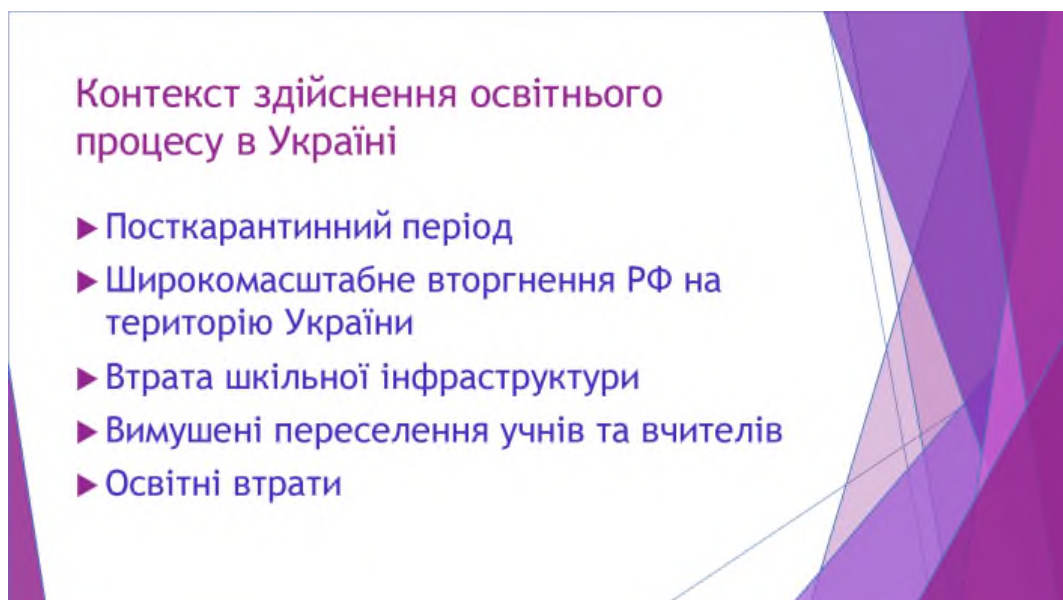 Контекст здійснення освітнього
процесу в Україні
Посткарантинний період
Широкомасштабне вторгнення РФ на
територію України
Втрата шкільної інфраструктури
Вимушені переселення учнів та вчителів
Освітні втрати